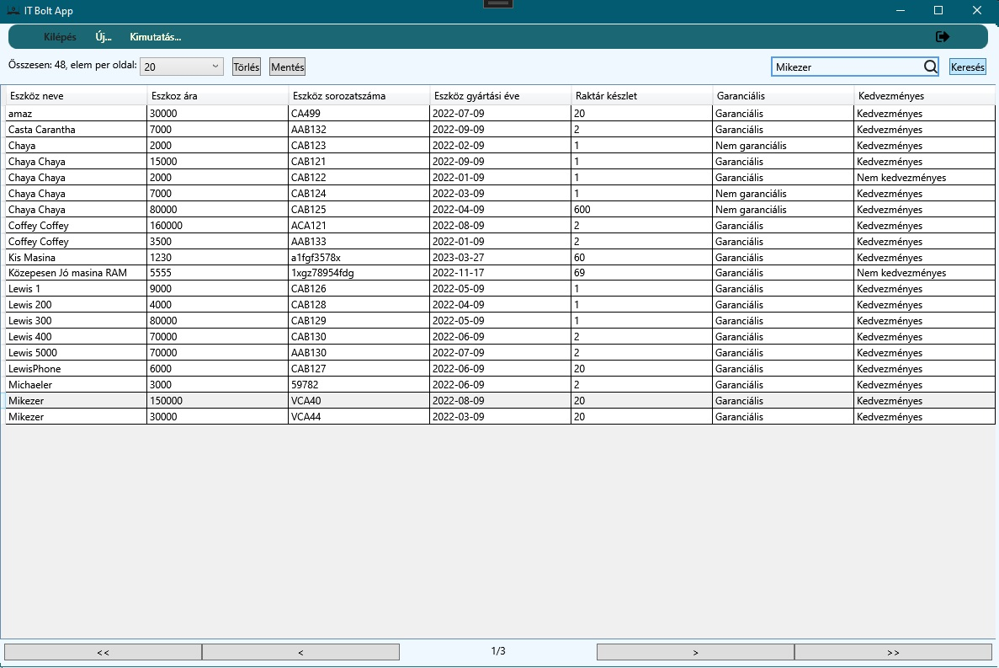 IT Bolt App
Kilépés Új... Kimutatás...
Összesen: 48, elem per oldal: 20 Törlés Mentés Mikezer Keresés
Eszköz neve Eszkoz ára Eszköz sorozatszáma Eszköz gyártási éve Raktár készlet Garanciális Kedvezményes
amaz 30000 CA499 2022-07-09 20 Garanciális Kedvezményes
Casta Carantha 7000 AAB132 2022-09-09 2 Garanciális Kedvezményes
Chaya 2000 CAB123 2022-02-09 1 Nem garanciális Kedvezményes
Chaya Chaya 15000 CAB121 2022-09-09 1 Garanciális Kedvezményes
Chaya Chaya 2000 CAB122 2022-01-09 1 Garanciális Nem kedvezményes
Chaya Chaya 7000 CAB124 2022-03-09 1 Nem garanciális Kedvezményes
Chaya Chaya 80000 CAB125 2022-04-09 600 Nem garanciális Kedvezményes
Coffey Coffey 160000 ACA121 2022-08-09 2 Garanciális Kedvezményes
Coffey Coffey 3500 AAB133 2022-01-09 2 Garanciális Kedvezményes
Kis Masina 1230 a1fgf3578x 2023-03-27 60 Garanciális Kedvezményes
Közepesen Jó masina RAM 5555 1xgz78954fdg 2022-11-17 69 Garanciális Nem kedvezményes
Lewis 1 9000 CAB126 2022-05-09 1 Garanciális Kedvezményes
Lewis 200 4000 CAB128 2022-04-09 1 Garanciális Kedvezményes
Lewis 300 80000 CAB129 2022-05-09 1 Garanciális Kedvezményes
Lewis 400 70000 CAB130 2022-06-09 2 Garanciális Kedvezményes
Lewis 5000 70000 AAB130 2022-07-09 2 Garanciális Kedvezményes
LewisPhone 6000 CAB127 2022-06-09 20 Garanciális Kedvezményes
Michaeler 3000 59782 2022-06-09 2 Garanciális Kedvezményes
Mikezer 150000 VCA40 2022-08-09 20 Garanciális Kedvezményes
Mikezer 30000 VCA44 2022-03-09 20 Garanciális Kedvezményes
<< < 1/3 > >>